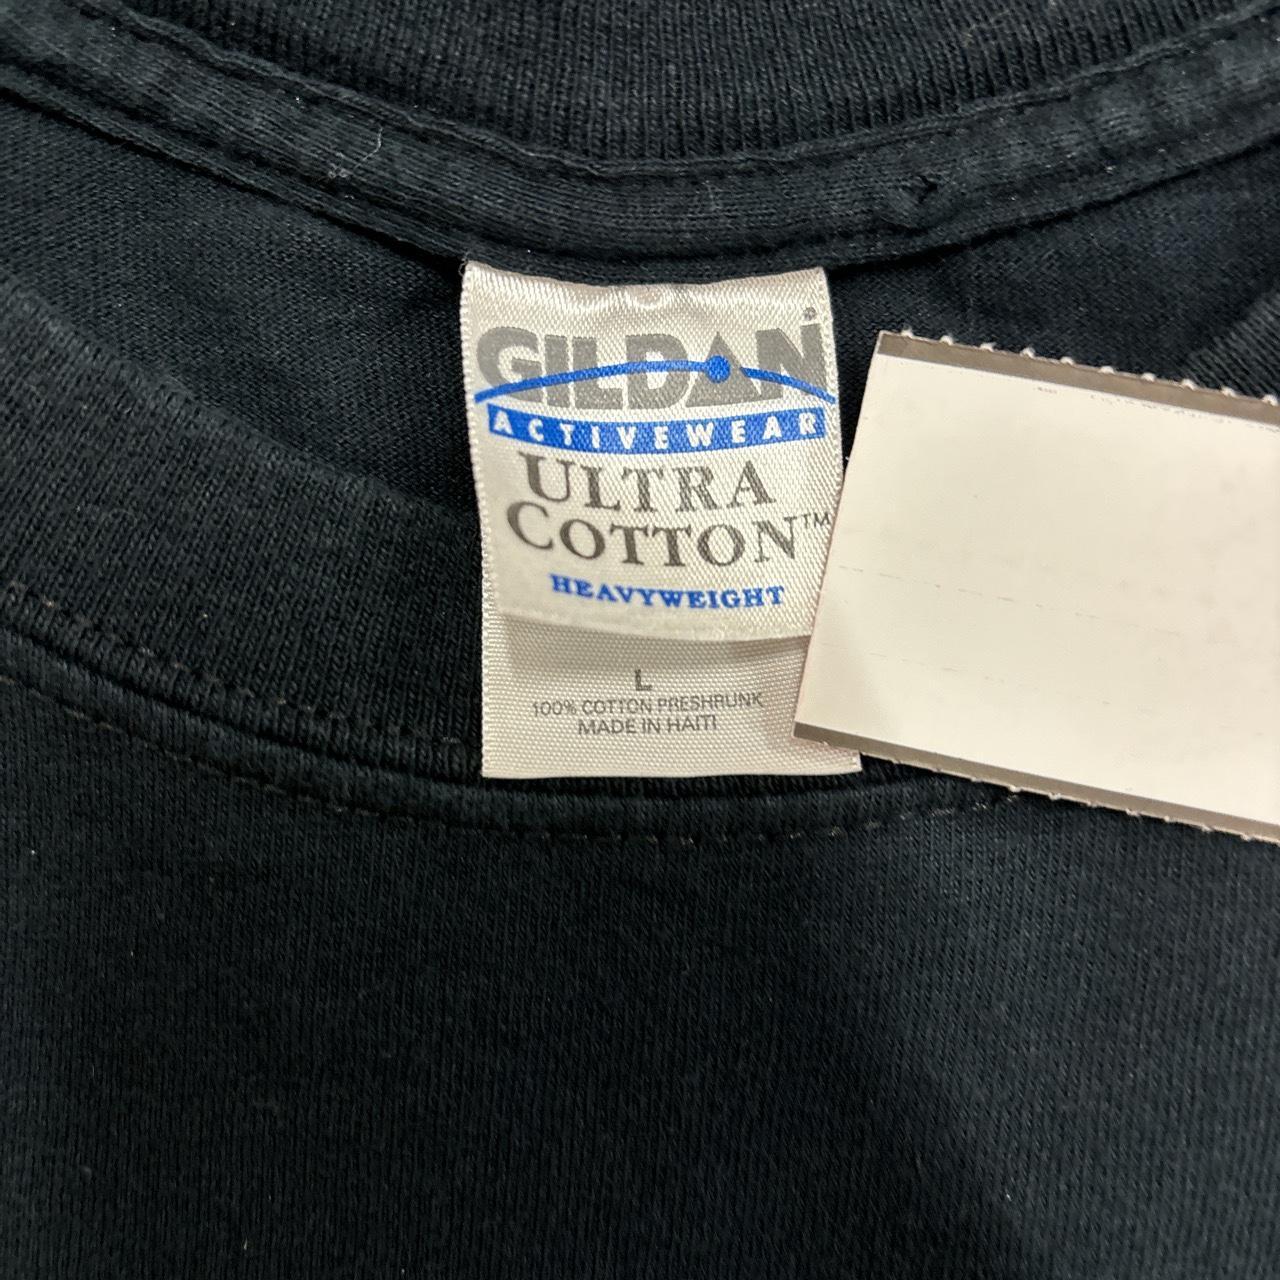 GILDAN®
ACTIVEWEAR
ULTRA
COTTON™
HEAVYWEIGHT
L
100% COTTON PRESHRUNK
MADE IN HAITI